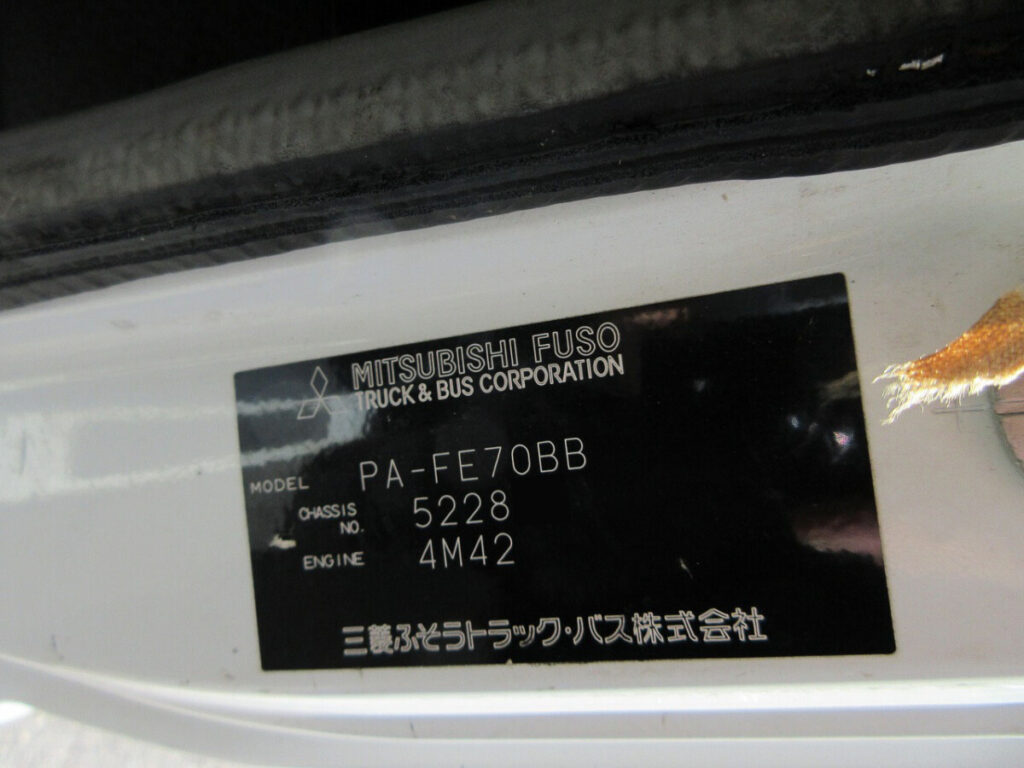 MITSUBISHI FUSO
TRUCK & BUS CORPORATION
MODEL PA-FE70BB
CHASSIS NO. 5228
ENGINE 4M42
三菱ふそうトラック・バス株式会社